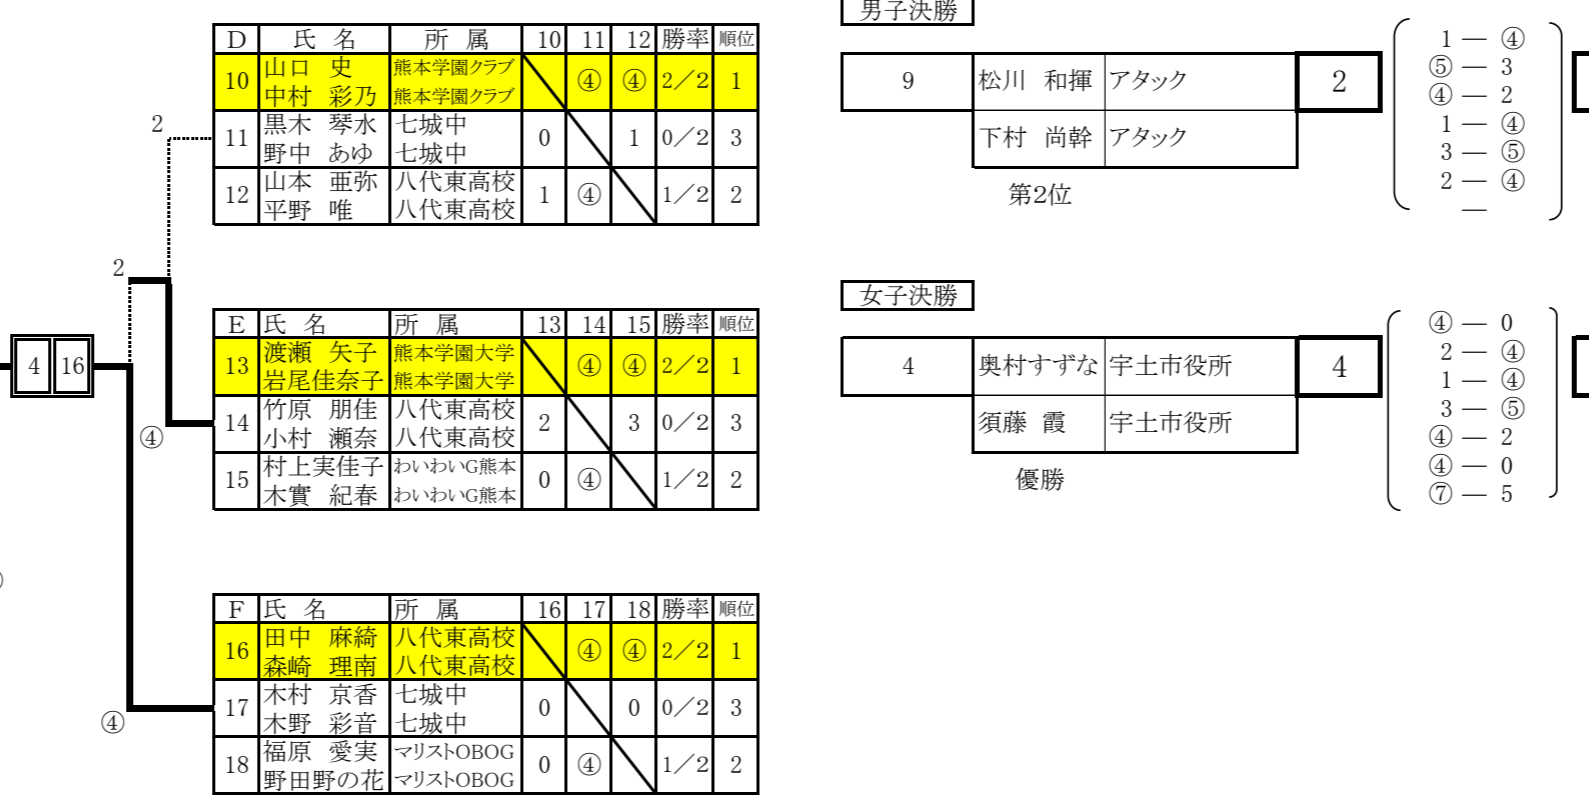 男子決勝
D 氏 名 所 属 10 11 12 勝率 順位
10 山口 史 熊本学園クラブ ④ ④ 2／2 1
中村 彩乃 熊本学園クラブ
11 黒木 琴水 七城中 0 1 0／2 3
野中 あゆ 七城中
12 山本 亜弥 八代東高校 1 ④ 1／2 2
平野 唯 八代東高校
2
2
④
④
4 16
E 氏 名 所 属 13 14 15 勝率 順位
13 渡瀬 矢子 熊本学園大学 ④ ④ 2／2 1
岩尾佳奈子 熊本学園大学
14 竹原 朋佳 八代東高校 2 3 0／2 3
小村 瀬奈 八代東高校
15 村上実佳子 わいわいG熊本 0 ④ 1／2 2
木實 紀春 わいわいG熊本
F 氏 名 所 属 16 17 18 勝率 順位
16 田中 麻綺 八代東高校 ④ ④ 2／2 1
森崎 理南 八代東高校
17 木村 京香 七城中 0 0 0／2 3
木野 彩音 七城中
18 福原 愛実 マリストOBOG 0 ④ 1／2 2
野田野の花 マリストOBOG
9 松川 和揮 アタック 2
下村 尚幹 アタック
第2位
1 ― ④
⑤ ― 3
④ ― 2
1 ― ④
3 ― ⑤
2 ― ④
―
女子決勝
4 奥村すずな 宇土市役所 4
須藤 霞 宇土市役所
優勝
④ ― 0
2 ― ④
1 ― ④
3 ― ⑤
④ ― 2
④ ― 0
⑦ ― 5